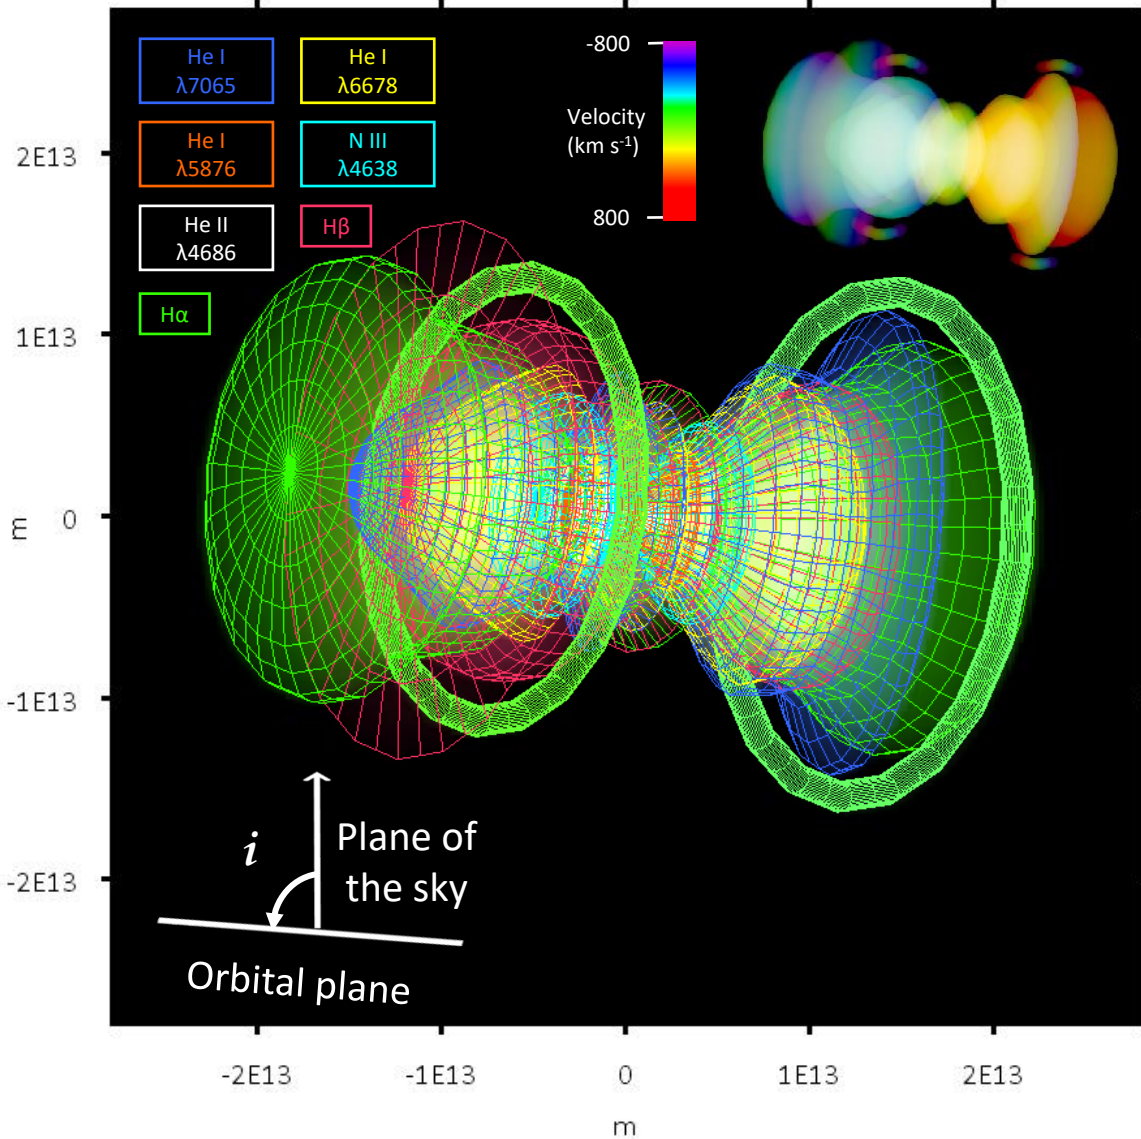 He I
λ7065
He I
λ6678
He I
λ5876
N III
λ4638
He II
λ4686
Hβ
Hα
-800
Velocity
(km s⁻¹)
800
2E13
1E13
0
-1E13
-2E13
m
i
Plane of
the sky
Orbital plane
-2E13
-1E13
0
1E13
2E13
m